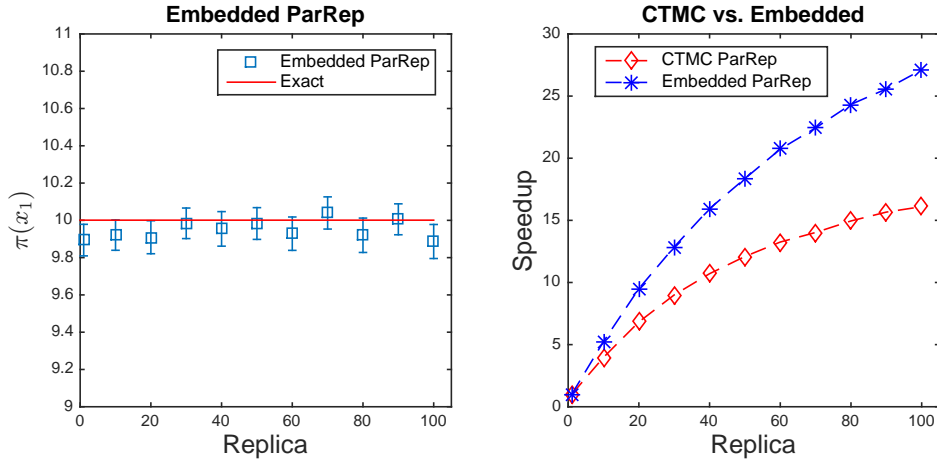 Embedded ParRep
11
10.8
10.6
10.4
10.2
10
9.8
9.6
9.4
9.2
9
0 20 40 60 80 100
π(x₁)
Replica
Embedded ParRep
Exact
CTMC vs. Embedded
30
25
20
15
10
5
0
0 20 40 60 80 100
Speedup
Replica
CTMC ParRep
Embedded ParRep